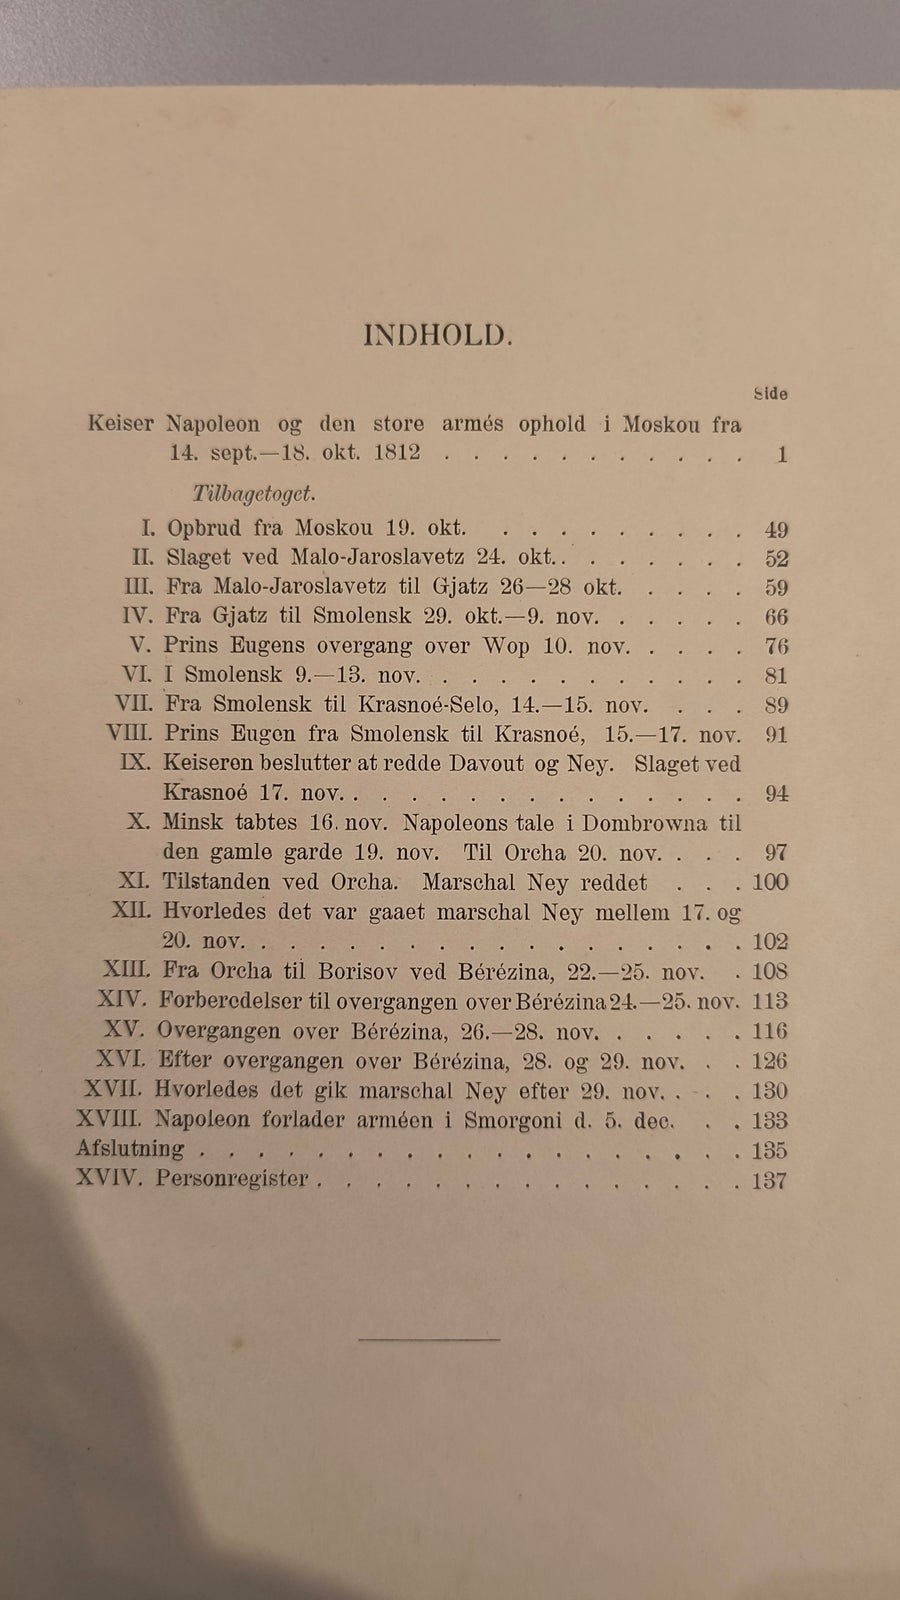 INDHOLD.
Side
Keiser Napoleon og den store armés ophold i Moskou fra
14. sept.—18. okt. 1812 . . . . . . . . . . . 1
Tilbagetoget.
I. Opbrud fra Moskou 19. okt. . . . . . . . . . 49
II. Slaget ved Malo-Jaroslavetz 24. okt. . . . . . . . 52
III. Fra Malo-Jaroslavetz til Gjatz 26—28 okt. . . . . 59
IV. Fra Gjatz til Smolensk 29. okt.—9. nov. . . . . . 66
V. Prins Eugens overgang over Wop 10. nov. . . . . 76
VI. I Smolensk 9.—13. nov. . . . . . . . . . . . 81
VII. Fra Smolensk til Krasnoé-Selo, 14.—15. nov. . . . 89
VIII. Prins Eugen fra Smolensk til Krasnoé, 15.—17. nov. 91
IX. Keiseren beslutter at redde Davout og Ney. Slaget ved
Krasnoé 17. nov. . . . . . . . . . . . . . . 94
X. Minsk tabtes 16. nov. Napoleons tale i Dombrowna til
den gamle garde 19. nov. Til Orcha 20. nov. . . . 97
XI. Tilstanden ved Orcha. Marschal Ney reddet . . . 100
XII. Hvorledes det var gaaet marschal Ney mellem 17. og
20. nov. . . . . . . . . . . . . . . . . . 102
XIII. Fra Orcha til Borisov ved Bérézina, 22.—25. nov. . 108
XIV. Forberedelser til overgangen over Bérézina 24.—25. nov. 113
XV. Overgangen over Bérézina, 26.—28. nov. . . . . . 116
XVI. Efter overgangen over Bérézina, 28. og 29. nov. . . 126
XVII. Hvorledes det gik marschal Ney efter 29. nov. . . . 130
XVIII. Napoleon forlader arméen i Smorgoni d. 5. dec. . . 133
Afslutning . . . . . . . . . . . . . . . . . . . 135
XVIV. Personregister . . . . . . . . . . . . . . . 137